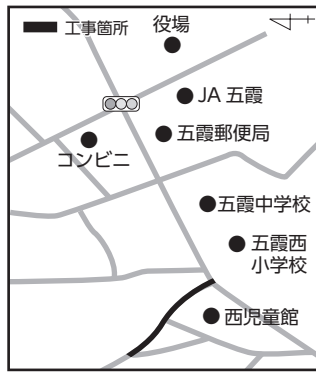 工事箇所
役場
JA 五霞
五霞郵便局
コンビニ
五霞中学校
五霞西
小学校
西児童館